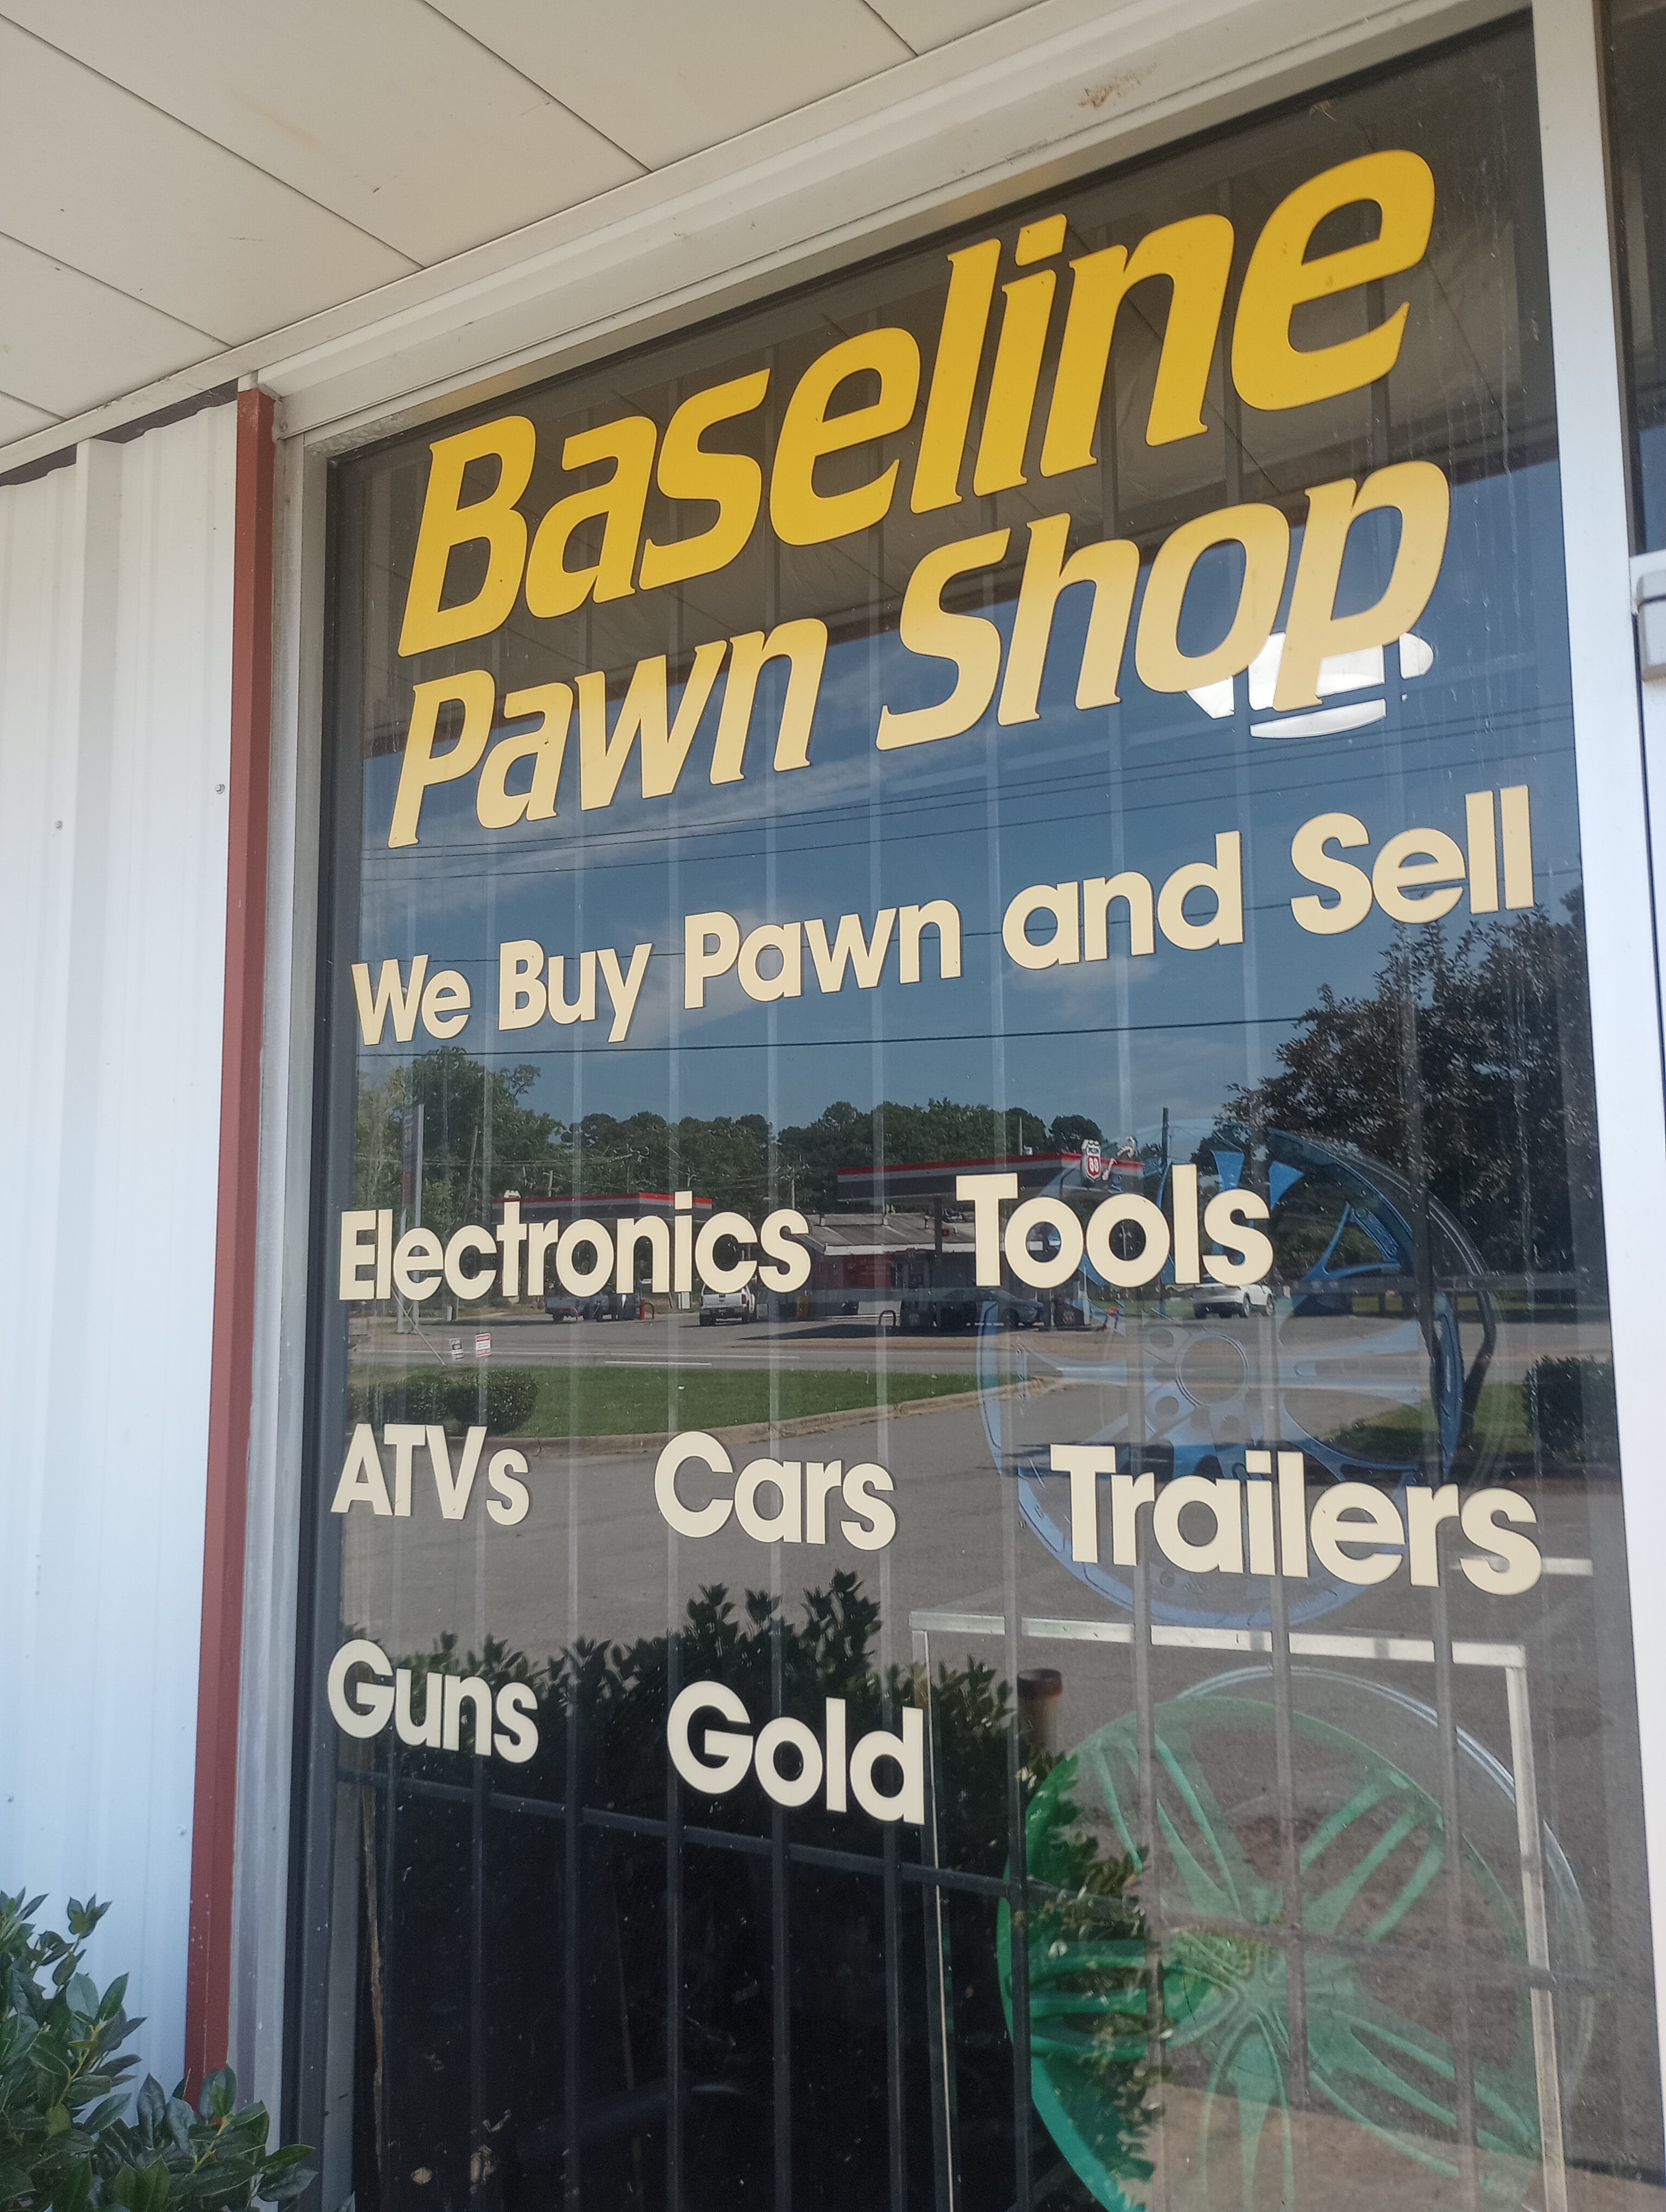 Baseline
Pawn Shop
We Buy Pawn and Sell
Electronics Tools
ATVs Cars Trailers
Guns Gold